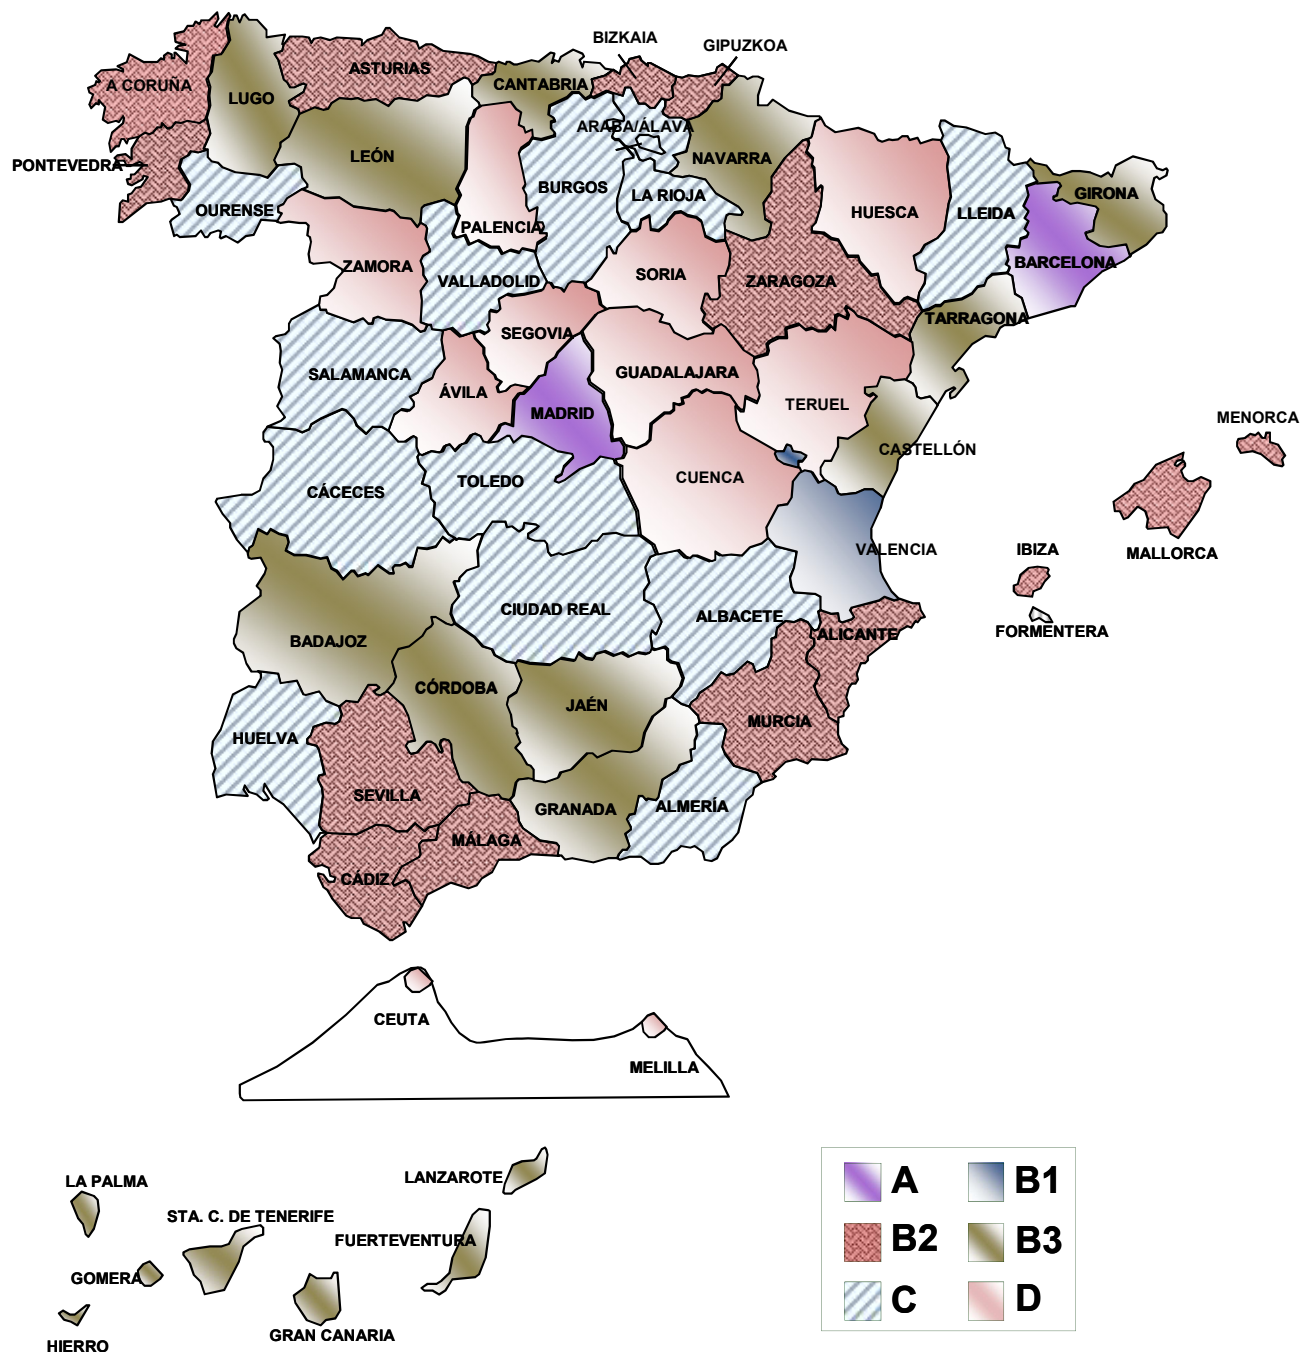 BIZKAIA
GIPUZKOA
ASTURIAS
A CORUÑA
CANTABRIA
LUGO
ARABA/ÁLAVA
LEÓN
NAVARRA
PONTEVEDRA
BURGOS
LA RIOJA
GIRONA
OURENSE
PALENCIA
HUESCA
LLEIDA
ZAMORA
VALLADOLID
SORIA
ZARAGOZA
BARCELONA
SEGOVIA
TARRAGONA
SALAMANCA
ÁVILA
GUADALAJARA
MADRID
TERUEL
MENORCA
CASTELLÓN
CÁCECES
TOLEDO
CUENCA
VALENCIA
IBIZA
MALLORCA
BADAJOZ
CIUDAD REAL
ALBACETE
ALICANTE
FORMENTERA
CÓRDOBA
JAÉN
HUELVA
MURCIA
SEVILLA
GRANADA
ALMERÍA
MÁLAGA
CÁDIZ
CEUTA
MELILLA
LA PALMA
LANZAROTE
STA. C. DE TENERIFE
FUERTEVENTURA
GOMERA
GRAN CANARIA
HIERRO
A B1
B2 B3
C D